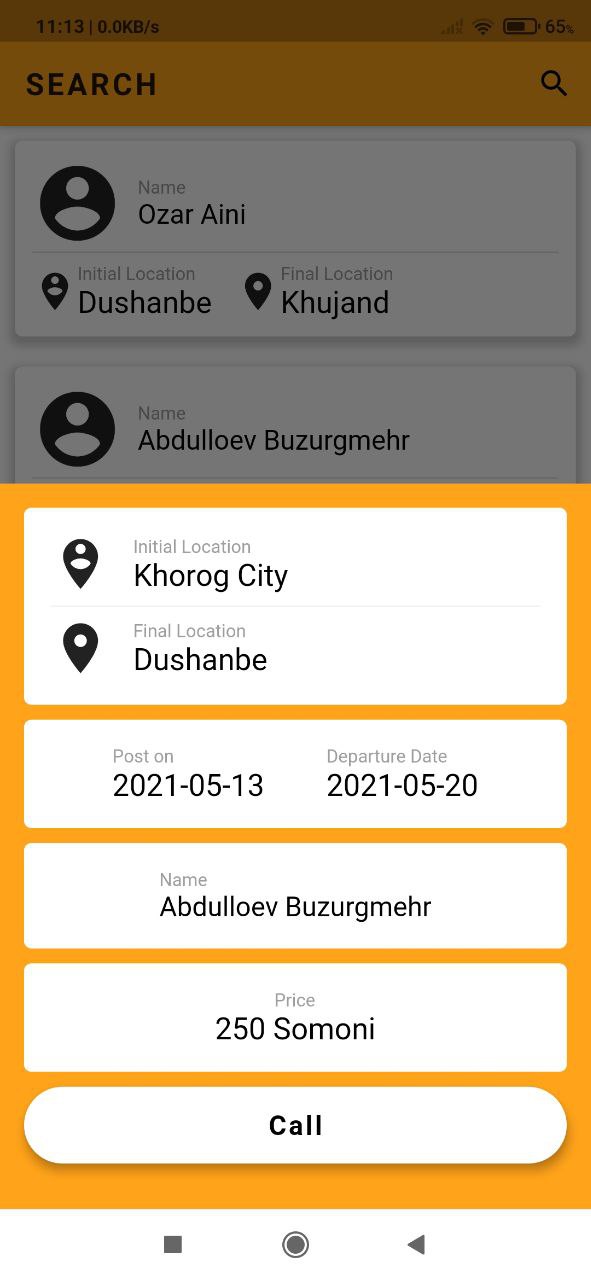 11:13 | 0.0KB/s 65%
SEARCH
Name
Ozar Aini
Initial Location Final Location
Dushanbe Khujand
Name
Abdulloev Buzurgmehr
Initial Location
Khorog City
Final Location
Dushanbe
Post on Departure Date
2021-05-13 2021-05-20
Name
Abdulloev Buzurgmehr
Price
250 Somoni
Call